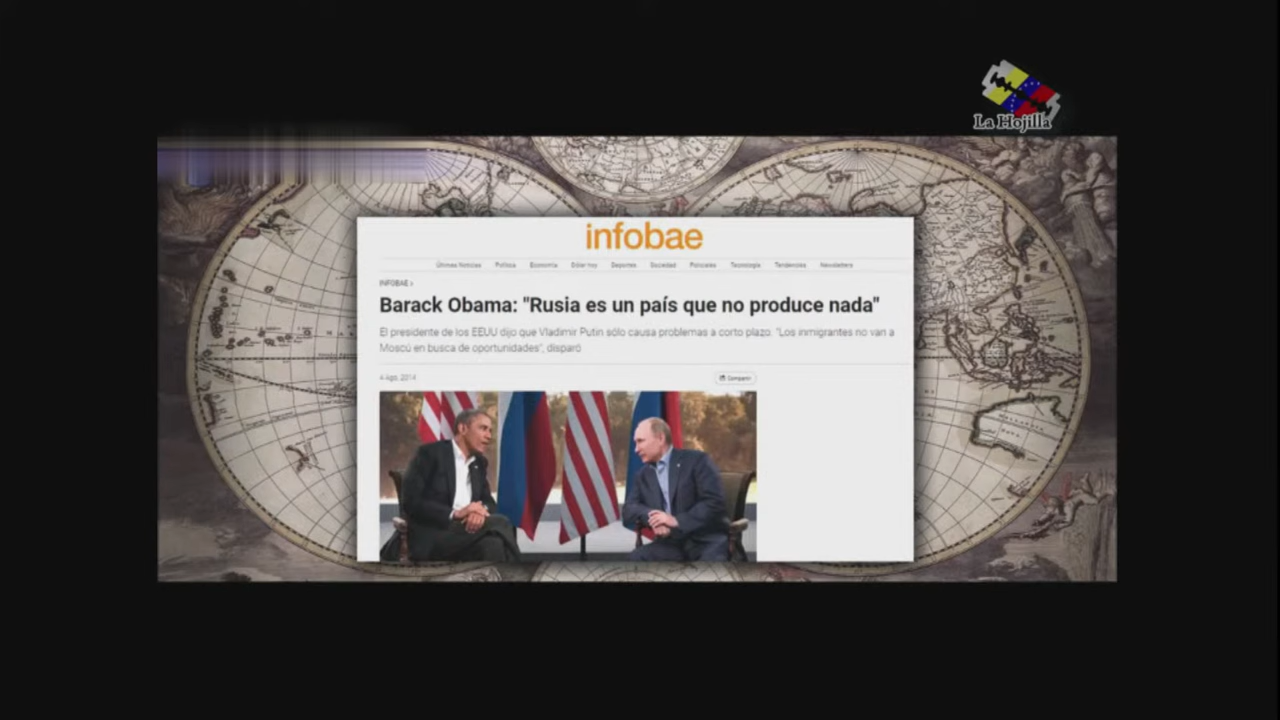 La Hojilla
infobae
Últimas Noticias Política Economía Dólar hoy Deportes Sociedad Policiales Tecnología Tendencias Newsletters
INFOBAE >
Barack Obama: "Rusia es un país que no produce nada"
El presidente de los EEUU dijo que Vladimir Putin sólo causa problemas a corto plazo. "Los inmigrantes no van a
Moscú en busca de oportunidades", disparó
4 Ago, 2014
Compartir